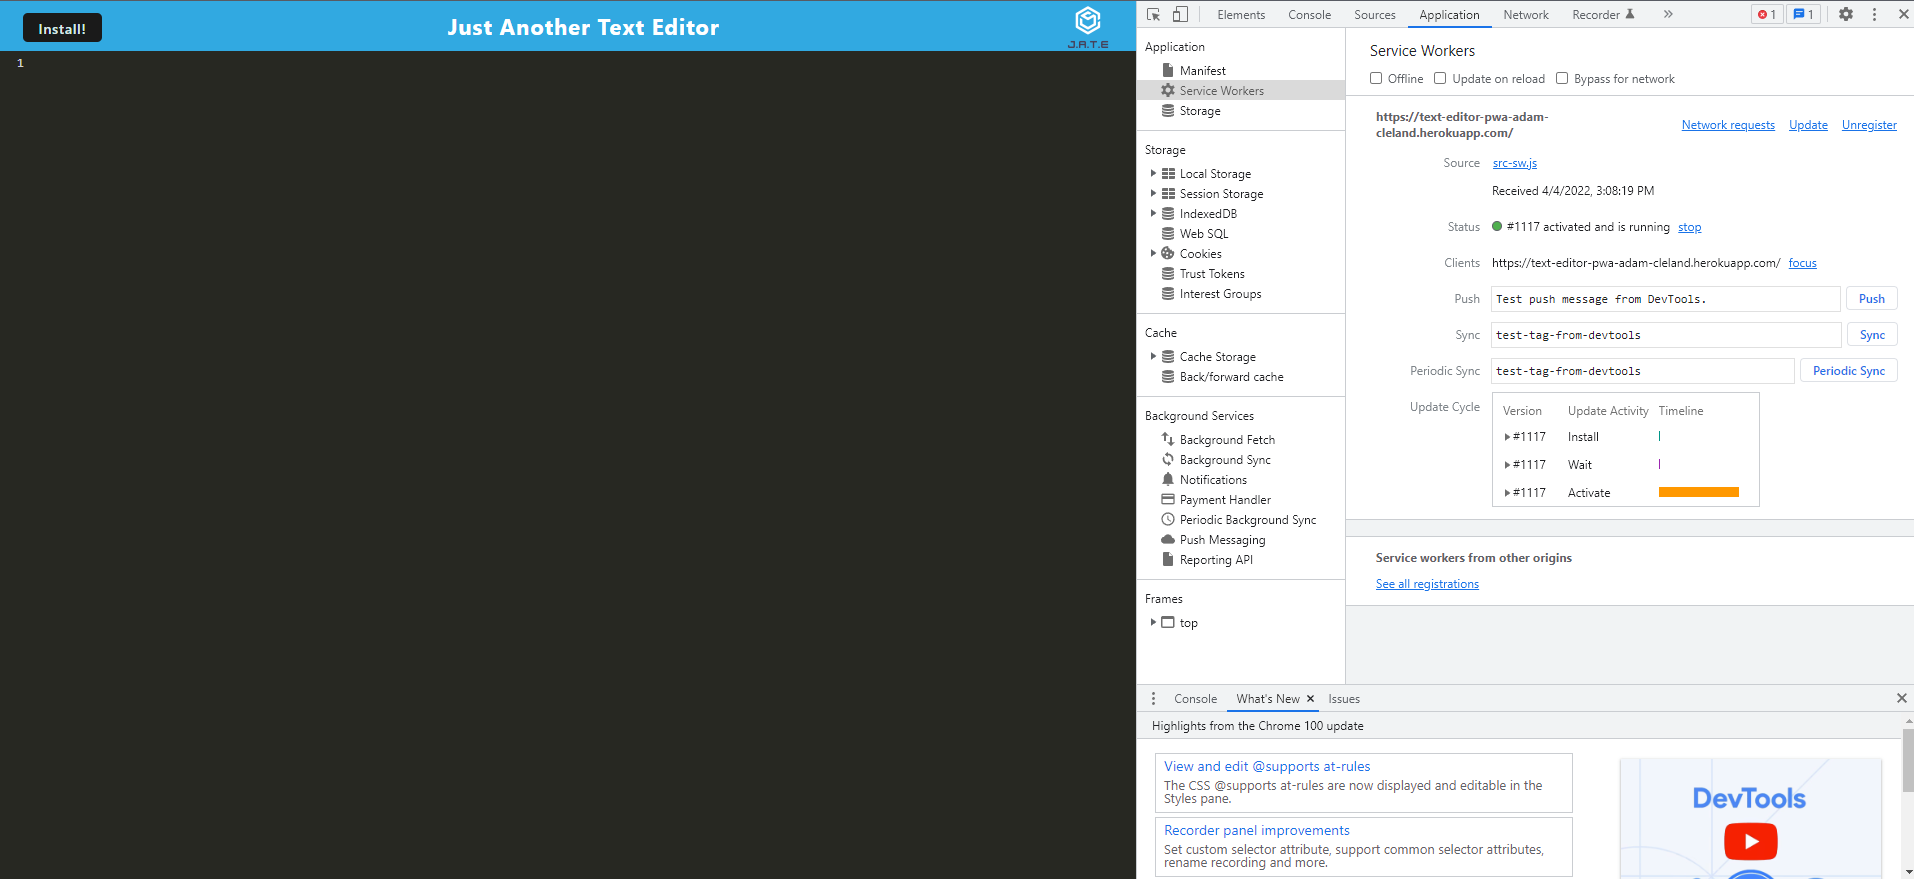 Install!
Just Another Text Editor
J.A.T.E
1
Elements Console Sources Application Network Recorder » 1 1
Application
Manifest
Service Workers
Storage
Storage
Local Storage
Session Storage
IndexedDB
Web SQL
Cookies
Trust Tokens
Interest Groups
Cache
Cache Storage
Back/forward cache
Background Services
Background Fetch
Background Sync
Notifications
Payment Handler
Periodic Background Sync
Push Messaging
Reporting API
Frames
top
Service Workers
Offline Update on reload Bypass for network
https://text-editor-pwa-adam-
cleland.herokuapp.com/
Network requests Update Unregister
Source src-sw.js
Received 4/4/2022, 3:08:19 PM
Status #1117 activated and is running stop
Clients https://text-editor-pwa-adam-cleland.herokuapp.com/ focus
Push Test push message from DevTools. Push
Sync test-tag-from-devtools Sync
Periodic Sync test-tag-from-devtools Periodic Sync
Update Cycle Version Update Activity Timeline
#1117 Install
#1117 Wait
#1117 Activate
Service workers from other origins
See all registrations
Console What's New Issues
Highlights from the Chrome 100 update
View and edit @supports at-rules
The CSS @supports at-rules are now displayed and editable in the
Styles pane.
Recorder panel improvements
Set custom selector attribute, support common selector attributes,
rename recording and more.
DevTools